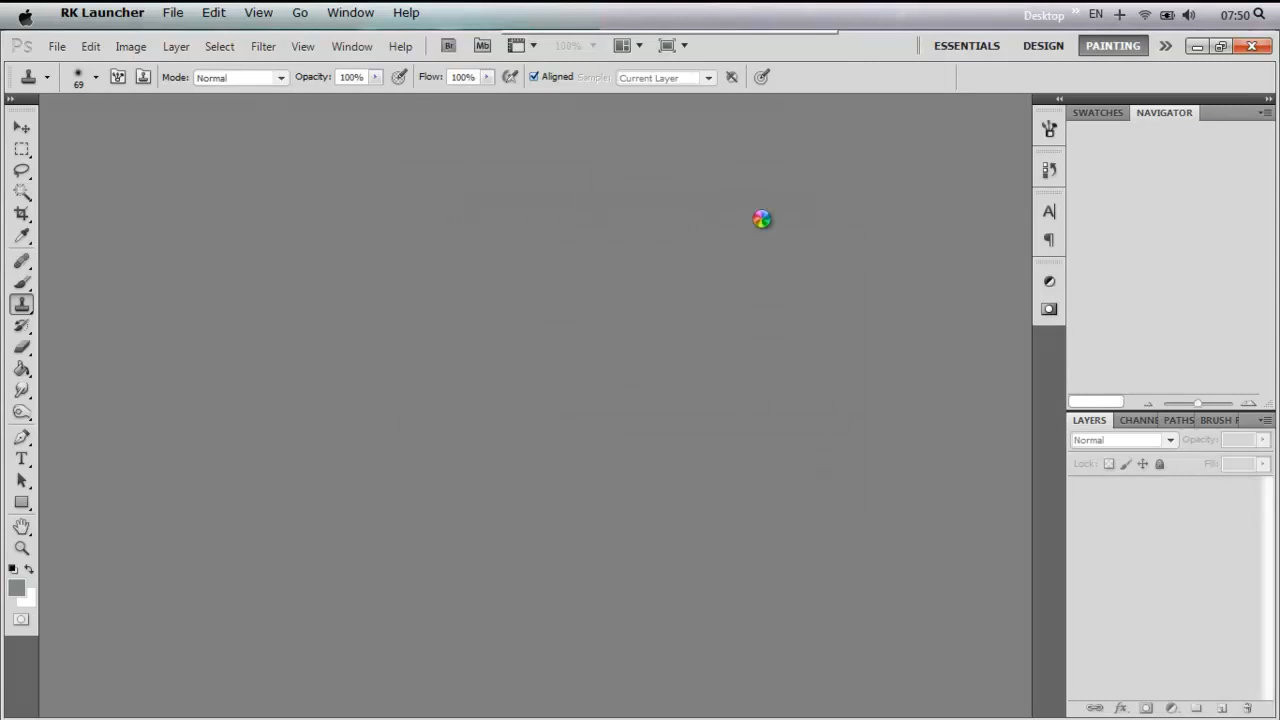 RK Launcher File Edit View Go Window Help Desktop » EN 07:50
Ps File Edit Image Layer Select Filter View Window Help Br Mb 100% ESSENTIALS DESIGN PAINTING
69 Mode: Normal Opacity: 100% Flow: 100% Aligned Sample: Current Layer
SWATCHES NAVIGATOR
LAYERS CHANNE PATHS BRUSH F
Normal Opacity:
Lock: Fill: